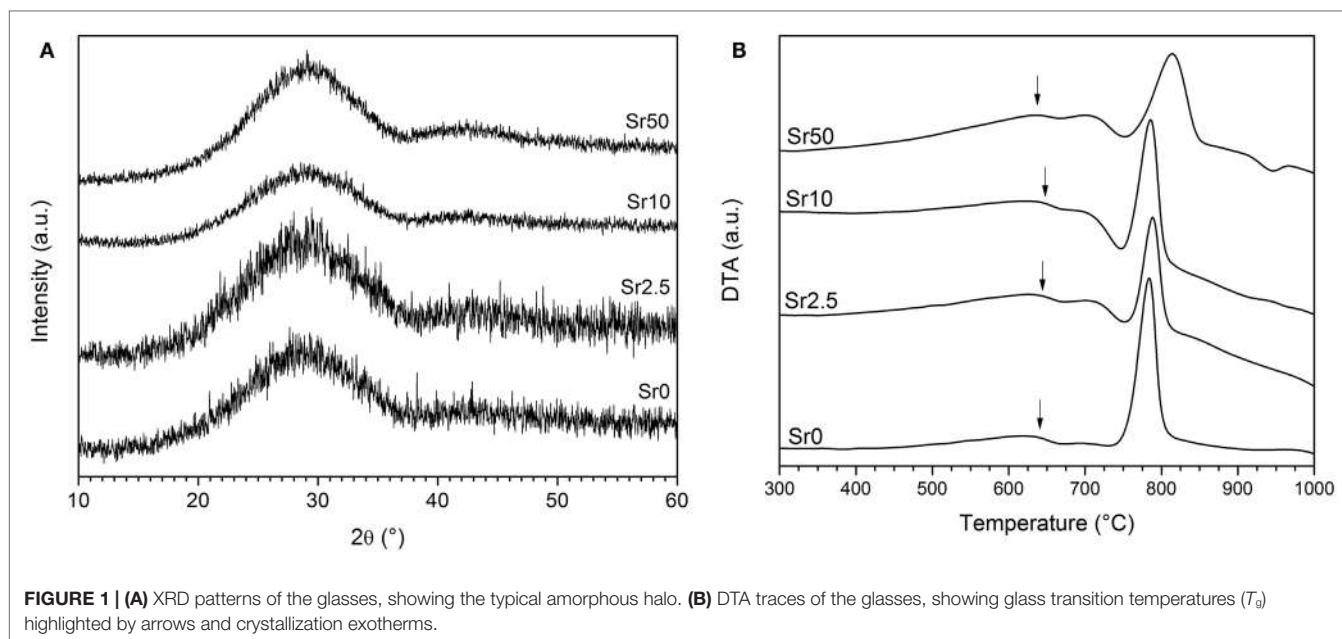 A
Intensity (a.u.)
Sr50
Sr10
Sr2.5
Sr0
10 20 30 40 50 60
2θ (°)
B
DTA (a.u.)
Sr50
Sr10
Sr2.5
Sr0
300 400 500 600 700 800 900 1000
Temperature (°C)
FIGURE 1 | (A) XRD patterns of the glasses, showing the typical amorphous halo. (B) DTA traces of the glasses, showing glass transition temperatures (Tg)
highlighted by arrows and crystallization exotherms.